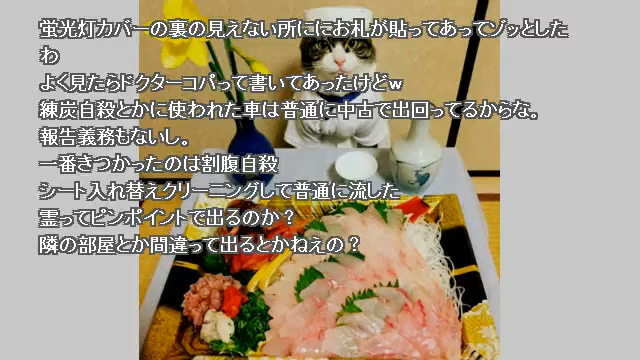 蛍光灯カバーの裏の見えない所ににお札が貼ってあってゾッとした
わ
よく見たらドクターコパって書いてあったけどw
練炭自殺とかに使われた車は普通に中古で出回ってるからな。
報告義務もないし。
一番きつかったのは割腹自殺
シート入れ替えクリーニングして普通に流した
霊ってピンポイントで出るのか？
隣の部屋とか間違って出るとかねえの？